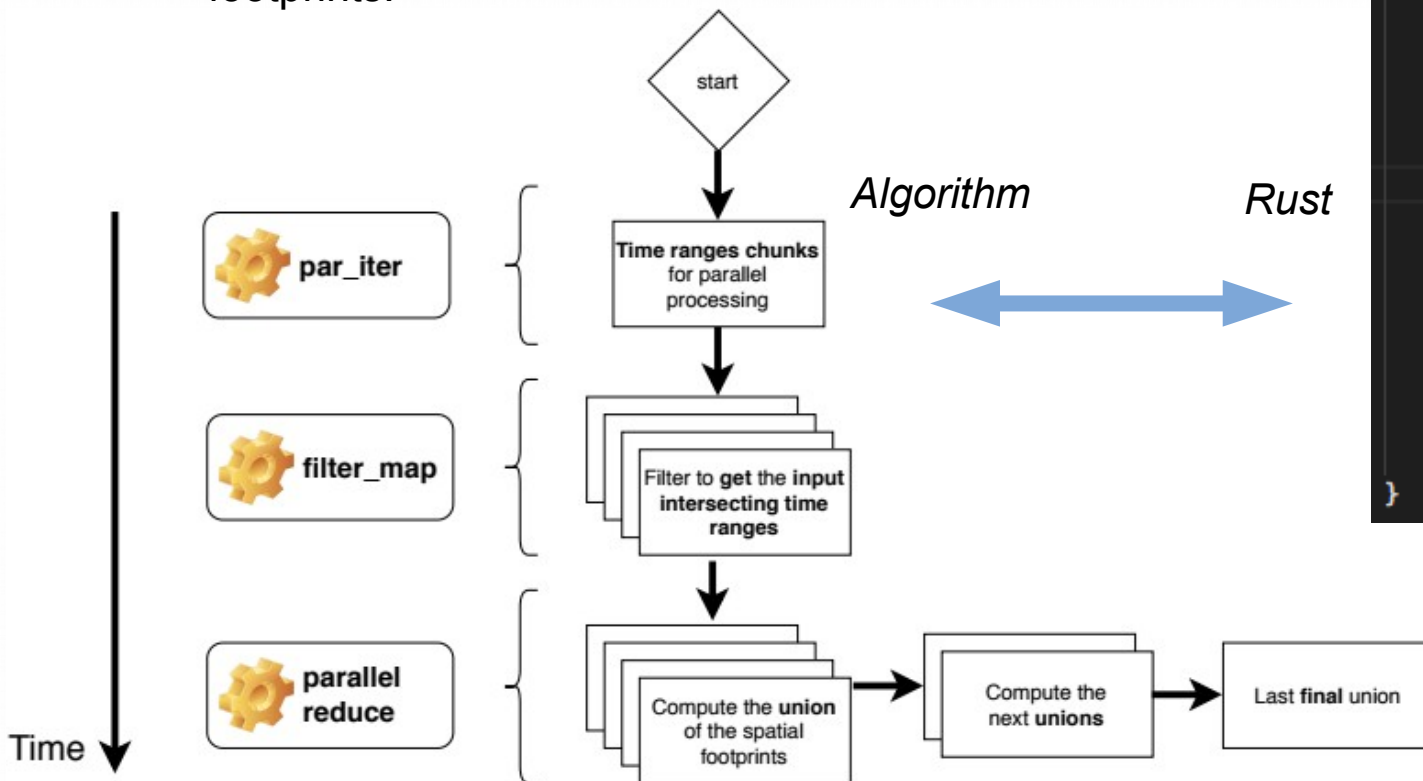 footprints.
start
Algorithm
Rust
par_iter
Time ranges chunks
for parallel
processing
filter_map
Filter to get the input
intersecting time
ranges
}
parallel
reduce
Compute the union
of the spatial
footprints
Compute the
next unions
Last final union
Time